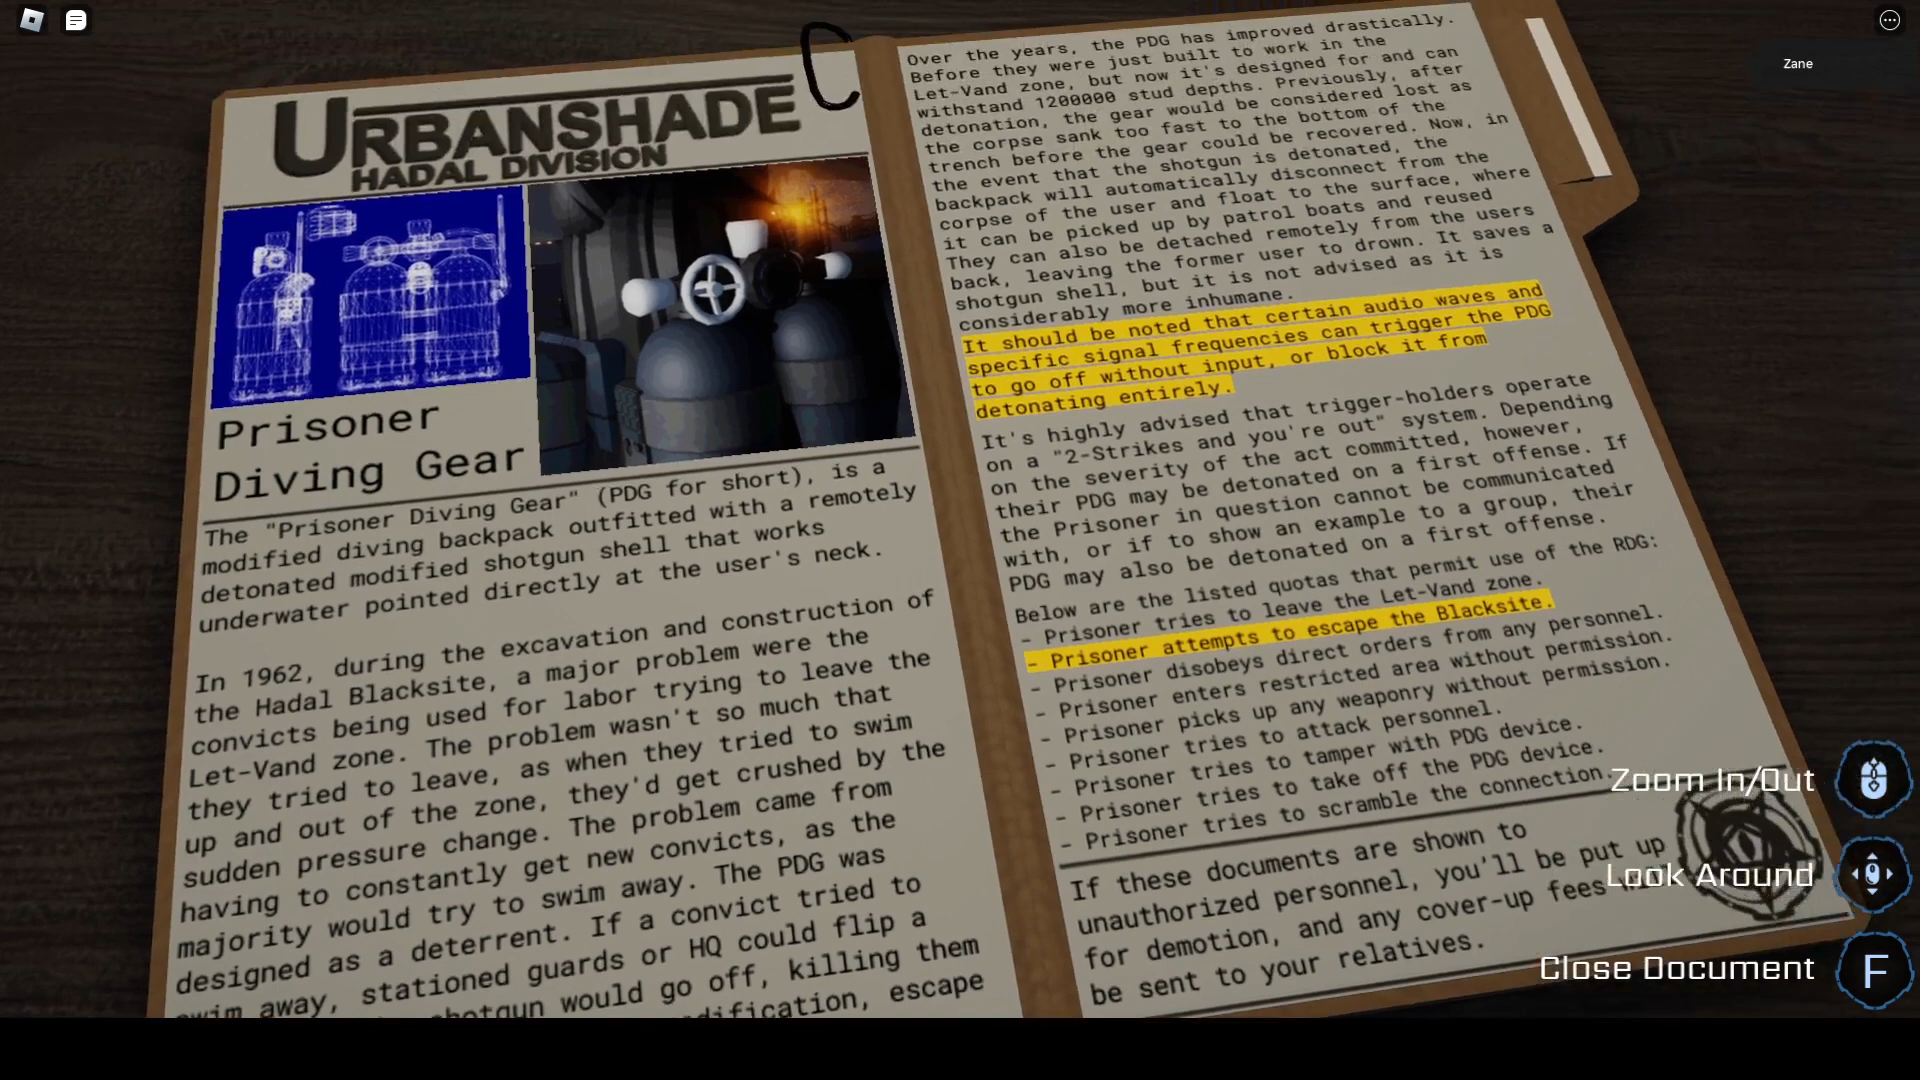 Zane
URBANSHADE
HADAL DIVISION
Prisoner
Diving Gear
The "Prisoner Diving Gear" (PDG for short), is a
modified diving backpack outfitted with a remotely
detonated modified shotgun shell that works
underwater pointed directly at the user's neck.
In 1962, during the excavation and construction of
the Hadal Blacksite, a major problem were the
convicts being used for labor trying to leave the
Let-Vand zone. The problem wasn't so much that
they tried to leave, as when they tried to swim
up and out of the zone, they'd get crushed by the
sudden pressure change. The problem came from
having to constantly get new convicts, as the
majority would try to swim away. The PDG was
designed as a deterrent. If a convict tried to
swim away, stationed guards or HQ could flip a
shotgun would go off, killing them
escape
Over the years, the PDG has improved drastically.
Before they were just built to work in the
Let-Vand zone, but now it's designed for and can
withstand 1200000 stud depths. Previously, after
detonation, the gear would be considered lost as
the corpse sank too fast to the bottom of the
trench before the gear could be recovered. Now, in
the event that the shotgun is detonated, the
backpack will automatically disconnect from the
corpse of the user and float to the surface, where
it can be picked up by patrol boats and reused
They can also be detached remotely from the users
back, leaving the former user to drown. It saves a
shotgun shell, but it is not advised as it is
considerably more inhumane.
It should be noted that certain audio waves and
specific signal frequencies can trigger the PDG
to go off without input, or block it from
detonating entirely.
It's highly advised that trigger-holders operate
on a "2-Strikes and you're out" system. Depending
on the severity of the act committed, however,
their PDG may be detonated on a first offense. If
the Prisoner in question cannot be communicated
with, or if to show an example to a group, their
PDG may also be detonated on a first offense.
Below are the listed quotas that permit use of the RDG:
- Prisoner tries to leave the Let-Vand zone.
- Prisoner attempts to escape the Blacksite.
- Prisoner disobeys direct orders from any personnel.
- Prisoner enters restricted area without permission.
- Prisoner picks up any weaponry without permission.
- Prisoner tries to attack personnel.
- Prisoner tries to tamper with PDG device.
- Prisoner tries to take off the PDG device.
- Prisoner tries to scramble the connection.
If these documents are shown to
unauthorized personnel, you'll be put up
for demotion, and any cover-up fees
be sent to your relatives.
Zoom In/Out
Look Around
Close Document
F